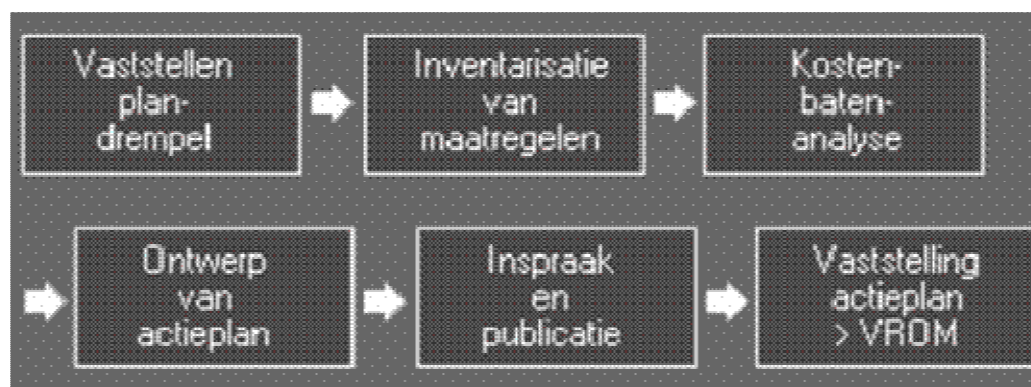 Vaststellen
plan-
drempel
Inventarisatie
van
maatregelen
Kosten-
baten-
analyse
Ontwerp
van
actieplan
Inspraak
en
publicatie
Vaststelling
actieplan
> VROM